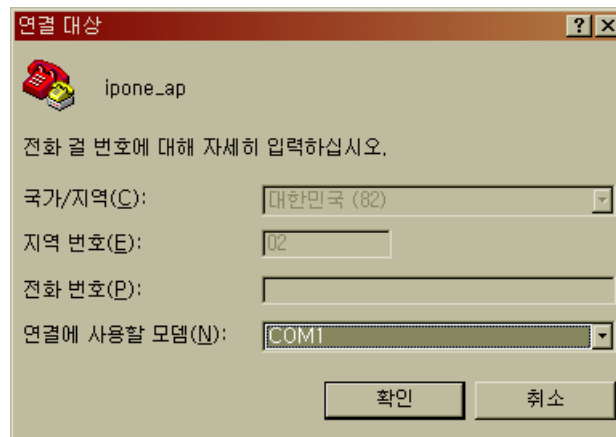 연결 대상
ipone_ap
전화 걸 번호에 대해 자세히 입력하십시오.
국가/지역(C): 대한민국 (82)
지역 번호(E): 02
전화 번호(P):
연결에 사용할 모뎀(N): COM1
확인 취소